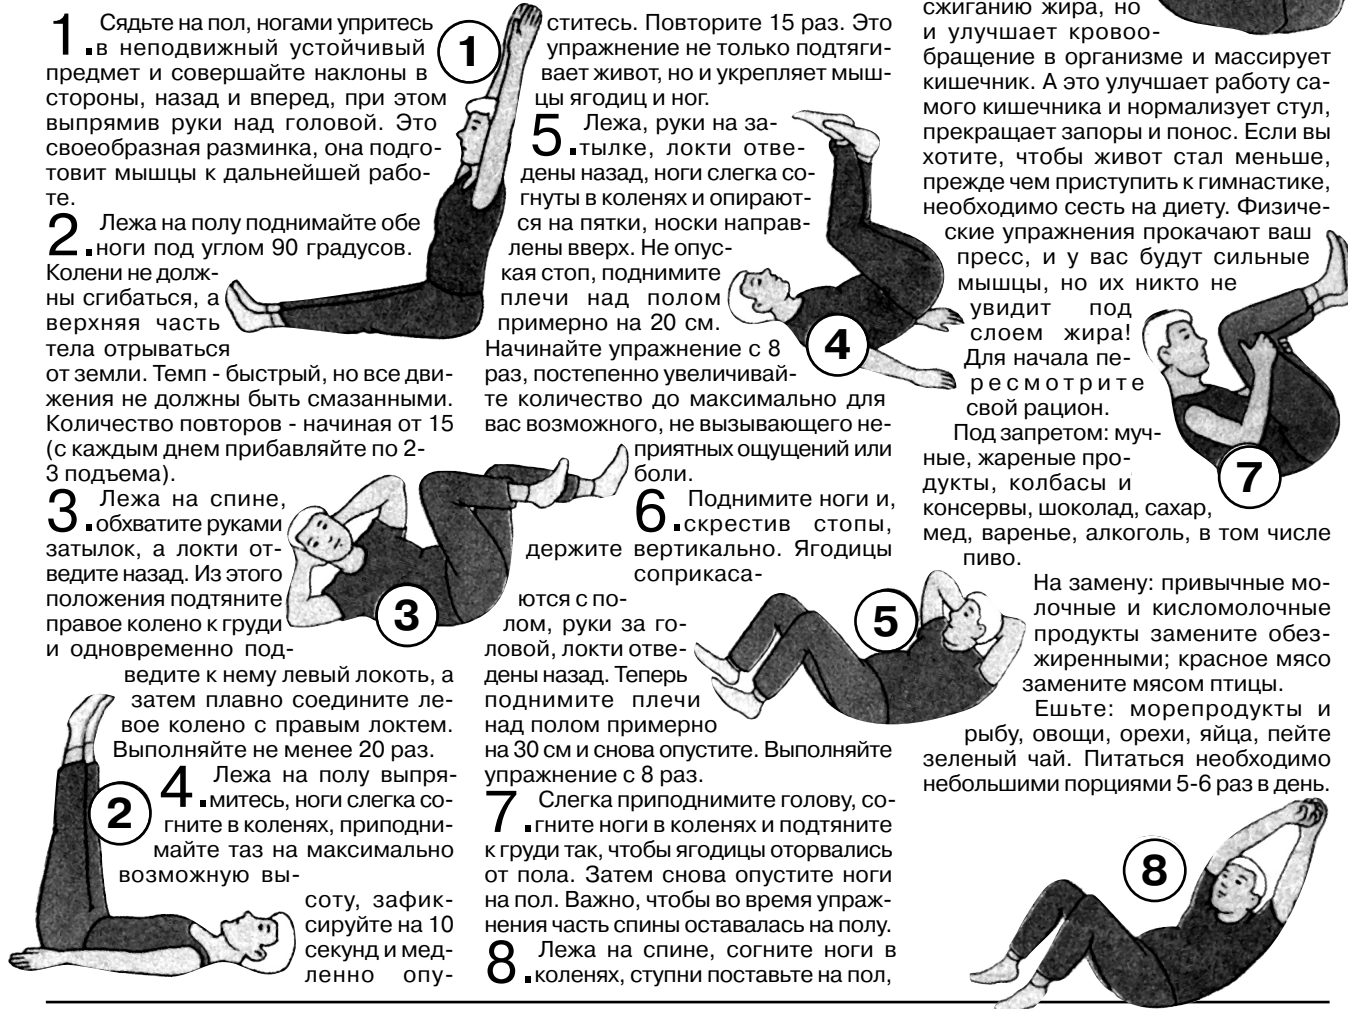 1. Сядьте на пол, ногами упритесь
в неподвижный устойчивый
предмет и совершайте наклоны в
стороны, назад и вперед, при этом
выпрямив руки над головой. Это
своеобразная разминка, она подго-
товит мышцы к дальнейшей рабо-
те.
2. Лежа на полу поднимайте обе
ноги под углом 90 градусов.
Колени не долж-
ны сгибаться, а
верхняя часть
тела отрываться
от земли. Темп - быстрый, но все дви-
жения не должны быть смазанными.
Количество повторов - начиная от 15
(с каждым днем прибавляйте по 2-
3 подъема).
3. Лежа на спине,
обхватите руками
затылок, а локти от-
ведите назад. Из этого
положения подтяните
правое колено к груди
и одновременно под-
ведите к нему левый локоть, а
затем плавно соедините ле-
вое колено с правым локтем.
Выполняйте не менее 20 раз.
4. Лежа на полу выпря-
митесь, ноги слегка со-
гните в коленях, приподни-
майте таз на максимально
возможную вы-
соту, зафик-
сируйте на 10
секунд и мед-
ленно опу-
1
2
3
ститесь. Повторите 15 раз. Это
упражнение не только подтяги-
вает живот, но и укрепляет мыш-
цы ягодиц и ног.
5. Лежа, руки на за-
тылке, локти отве-
дены назад, ноги слегка со-
гнуты в коленях и опирают-
ся на пятки, носки направ-
лены вверх. Не опус-
кая стоп, поднимите
плечи над полом
примерно на 20 см.
Начинайте упражнение с 8
раз, постепенно увеличивай-
те количество до максимально для
вас возможного, не вызывающего не-
приятных ощущений или
боли.
6. Поднимите ноги и,
скрестив стопы,
держите вертикально. Ягодицы
соприкаса-
ются с по-
лом, руки за го-
ловой, локти отве-
дены назад. Теперь
поднимите плечи
над полом примерно
на 30 см и снова опустите. Выполняйте
упражнение с 8 раз.
7. Слегка приподнимите голову, со-
гните ноги в коленях и подтяните
к груди так, чтобы ягодицы оторвались
от пола. Затем снова опустите ноги
на пол. Важно, чтобы во время упраж-
нения часть спины оставалась на полу.
8. Лежа на спине, согните ноги в
коленях, ступни поставьте на пол,
4
5
сжиганию жира, но
и улучшает кровоо-
бращение в организме и массирует
кишечник. А это улучшает работу са-
мого кишечника и нормализует стул,
прекращает запоры и понос. Если вы
хотите, чтобы живот стал меньше,
прежде чем приступить к гимнастике,
необходимо сесть на диету. Физиче-
ские упражнения прокачают ваш
пресс, и у вас будут сильные
мышцы, но их никто не
увидит под
слоем жира!
Для начала пе-
ресмотрите
свой рацион.
Под запретом: муч-
ные, жареные про-
дукты, колбасы и
консервы, шоколад, сахар,
мед, варенье, алкоголь, в том числе
пиво.
На замену: привычные мо-
лочные и кисломолочные
продукты замените обез-
жиренными; красное мясо
замените мясом птицы.
Ешьте: морепродукты и
рыбу, овощи, орехи, яйца, пейте
зеленый чай. Питаться необходимо
небольшими порциями 5-6 раз в день.
7
8